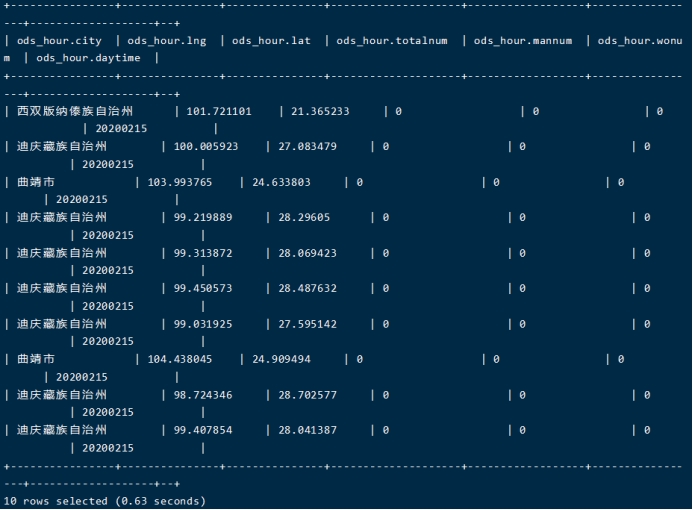 +----------------+---------------+---------------+--------------------+------------------+--------------
---+-------------------+--+
| ods_hour.city | ods_hour.lng | ods_hour.lat | ods_hour.totalnum | ods_hour.mannum | ods_hour.wonu
m | ods_hour.daytime |
+----------------+---------------+---------------+--------------------+------------------+--------------
---+-------------------+--+
| 西双版纳傣族自治州 | 101.721101 | 21.365233 | 0 | 0 | 0
| 20200215 |
| 迪庆藏族自治州 | 100.005923 | 27.083479 | 0 | 0 | 0
| 20200215 |
| 曲靖市 | 103.993765 | 24.633803 | 0 | 0 | 0
| 20200215 |
| 迪庆藏族自治州 | 99.219889 | 28.29605 | 0 | 0 | 0
| 20200215 |
| 迪庆藏族自治州 | 99.313872 | 28.069423 | 0 | 0 | 0
| 20200215 |
| 迪庆藏族自治州 | 99.450573 | 28.487632 | 0 | 0 | 0
| 20200215 |
| 迪庆藏族自治州 | 99.031925 | 27.595142 | 0 | 0 | 0
| 20200215 |
| 曲靖市 | 104.438045 | 24.909494 | 0 | 0 | 0
| 20200215 |
| 迪庆藏族自治州 | 98.724346 | 28.702577 | 0 | 0 | 0
| 20200215 |
| 迪庆藏族自治州 | 99.407854 | 28.041387 | 0 | 0 | 0
| 20200215 |
+----------------+---------------+---------------+--------------------+------------------+--------------
---+-------------------+--+
10 rows selected (0.63 seconds)